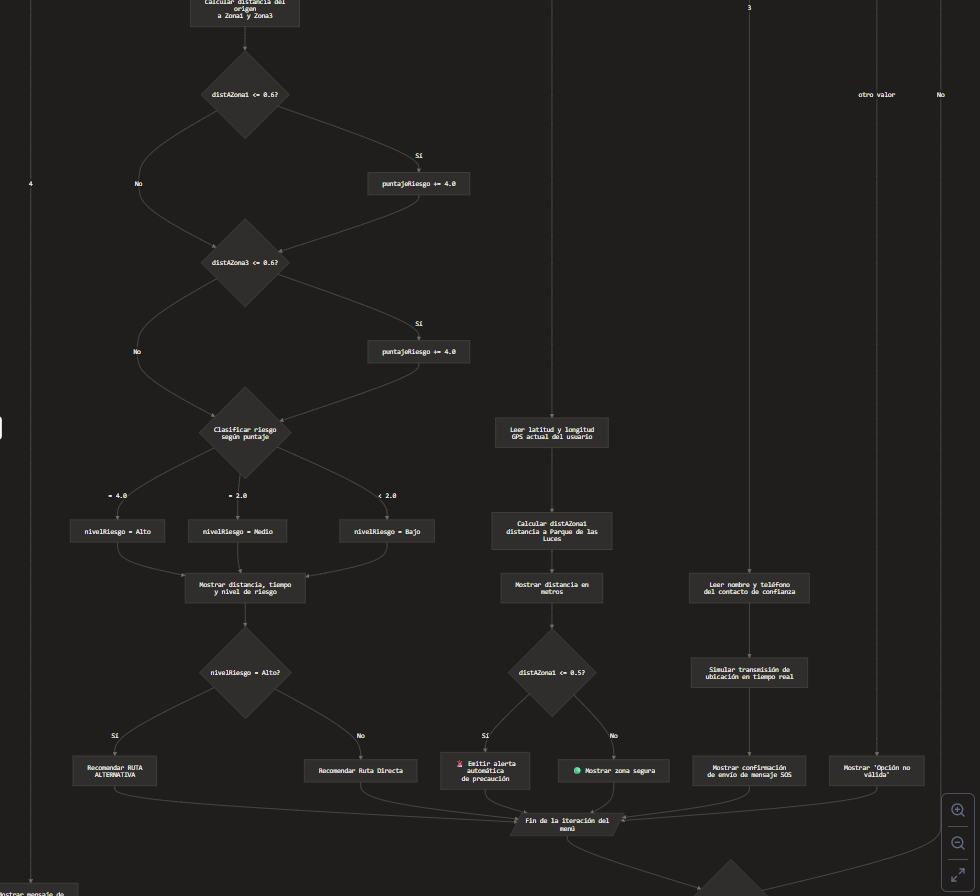 Calcular distancia del
origen
a Zona1 y Zona3
3
distAZona1 <= 0.6?
otro valor
No
Sí
4
No
puntajeRiesgo += 4.0
distAZona3 <= 0.6?
Sí
No
puntajeRiesgo += 4.0
Clasificar riesgo
según puntaje
Leer latitud y longitud
GPS actual del usuario
= 4.0
= 2.0
< 2.0
nivelRiesgo = Alto
nivelRiesgo = Medio
nivelRiesgo = Bajo
Calcular distAZona1
distancia a Parque de las
Luces
Mostrar distancia, tiempo
y nivel de riesgo
Mostrar distancia en
metros
Leer nombre y teléfono
del contacto de confianza
nivelRiesgo = Alto?
distAZona1 <= 0.5?
Simular transmisión de
ubicación en tiempo real
Sí
No
Sí
No
Recomendar RUTA
ALTERNATIVA
Recomendar Ruta Directa
Emitir alerta
automática
de precaución
Mostrar zona segura
Mostrar confirmación
de envío de mensaje SOS
Mostrar 'Opción no
válida'
Fin de la iteración del
menú
ostrar mensaje de